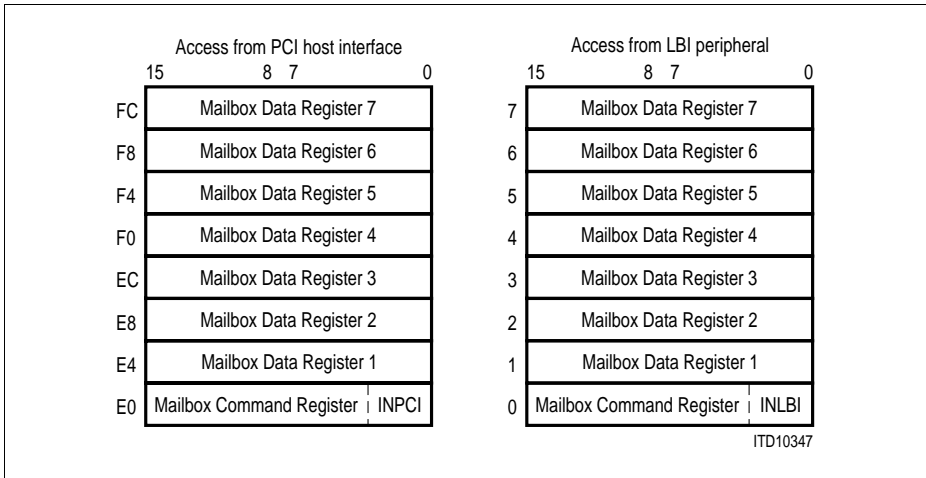 Access from PCI host interface
15 8 7 0
FC Mailbox Data Register 7
F8 Mailbox Data Register 6
F4 Mailbox Data Register 5
F0 Mailbox Data Register 4
EC Mailbox Data Register 3
E8 Mailbox Data Register 2
E4 Mailbox Data Register 1
E0 Mailbox Command Register INPCI
Access from LBI peripheral
15 8 7 0
7 Mailbox Data Register 7
6 Mailbox Data Register 6
5 Mailbox Data Register 5
4 Mailbox Data Register 4
3 Mailbox Data Register 3
2 Mailbox Data Register 2
1 Mailbox Data Register 1
0 Mailbox Command Register INLBI
ITD10347